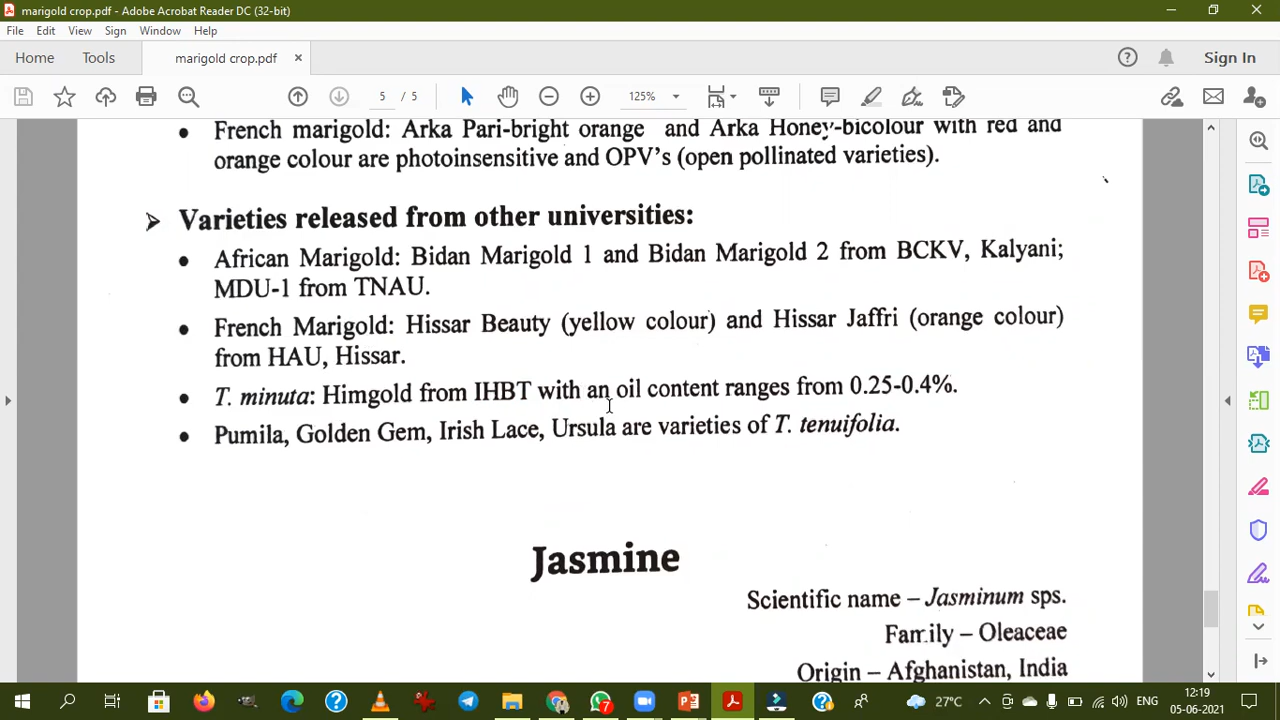 marigold crop.pdf - Adobe Acrobat Reader DC (32-bit)
File Edit View Sign Window Help
Home Tools marigold crop.pdf × Sign In
5 / 5 125%
• French marigold: Arka Pari-bright orange and Arka Honey-bicolour with red and
orange colour are photoinsensitive and OPV's (open pollinated varieties).
➢ Varieties released from other universities:
• African Marigold: Bidan Marigold 1 and Bidan Marigold 2 from BCKV, Kalyani;
MDU-1 from TNAU.
• French Marigold: Hissar Beauty (yellow colour) and Hissar Jaffri (orange colour)
from HAU, Hissar.
• T. minuta: Himgold from IHBT with an oil content ranges from 0.25-0.4%.
• Pumila, Golden Gem, Irish Lace, Ursula are varieties of T. tenuifolia.
Jasmine
Scientific name – Jasminum sps.
Family – Oleaceae
Origin – Afghanistan, India
7 27°C ENG 12:19
05-06-2021